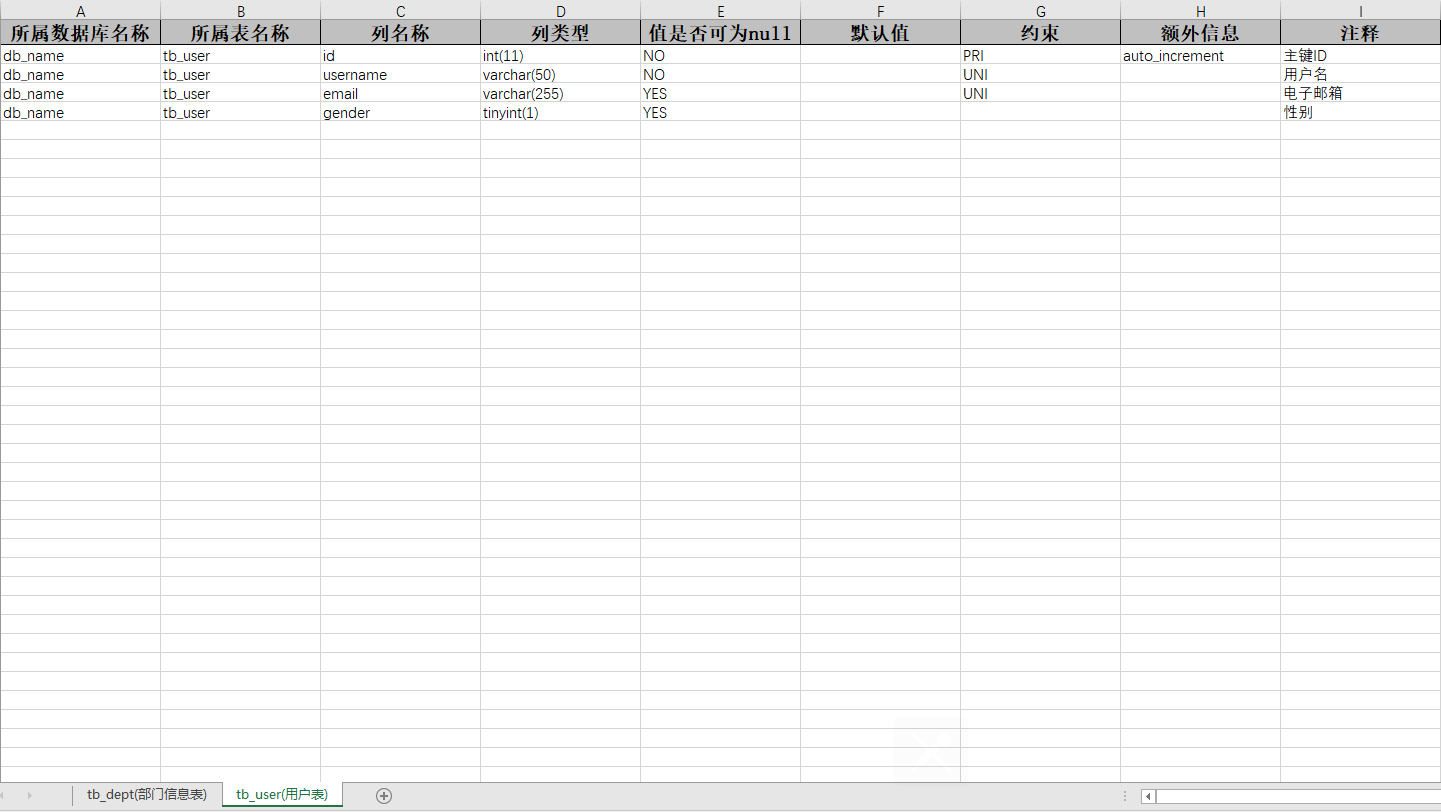 A B C D E F G H I
所属数据库名称 所属表名称 列名称 列类型 值是否可为null 默认值 约束 额外信息 注释
db_name tb_user id int(11) NO PRI auto_increment 主键ID
db_name tb_user username varchar(50) NO UNI 用户名
db_name tb_user email varchar(255) YES UNI 电子邮箱
db_name tb_user gender tinyint(1) YES 性别
tb_dept(部门信息表) tb_user(用户表)